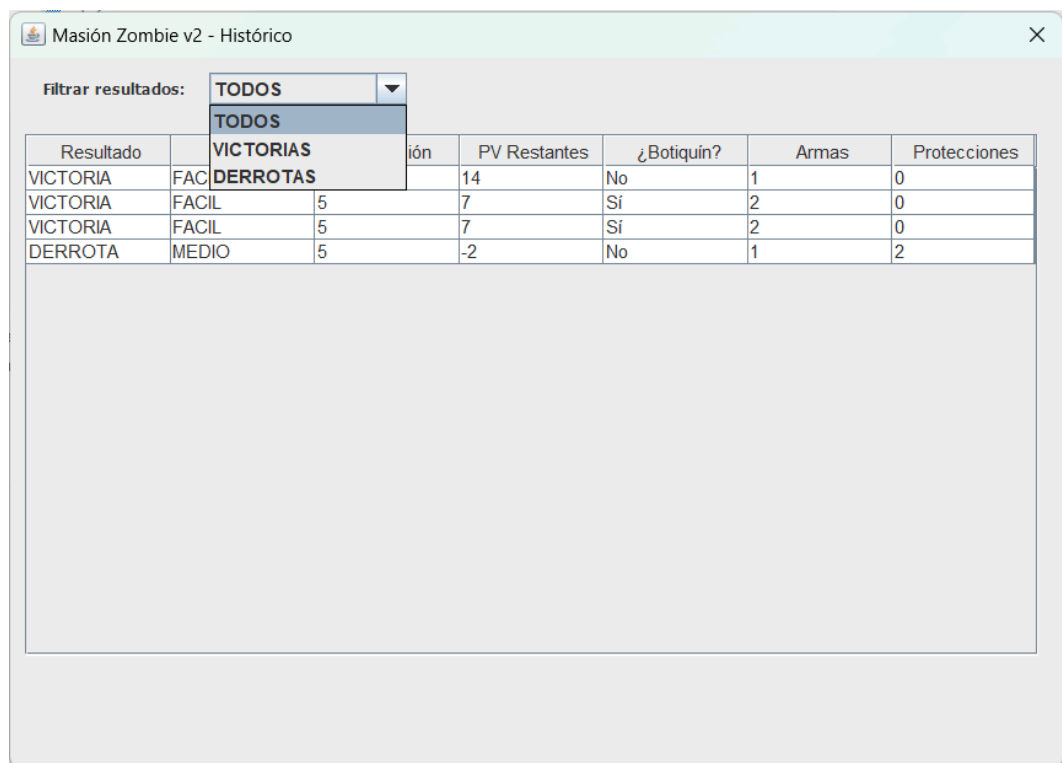 Masión Zombie v2 - Histórico
Filtrar resultados: TODOS
TODOS
VICTORIAS
DERROTAS
Resultado ión PV Restantes ¿Botiquín? Armas Protecciones
VICTORIA FAC 14 No 1 0
VICTORIA FACIL 5 7 Sí 2 0
VICTORIA FACIL 5 7 Sí 2 0
DERROTA MEDIO 5 -2 No 1 2